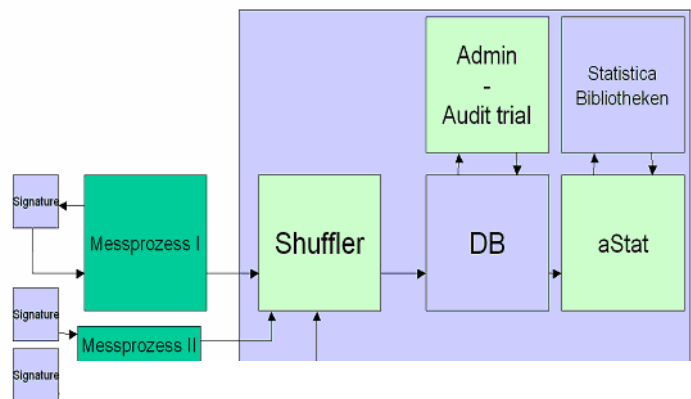 Admin
-
Audit trial
Statistica
Bibliotheken
Signature
Messprozess I
Shuffler
DB
aStat
Signature
Messprozess II
Signature